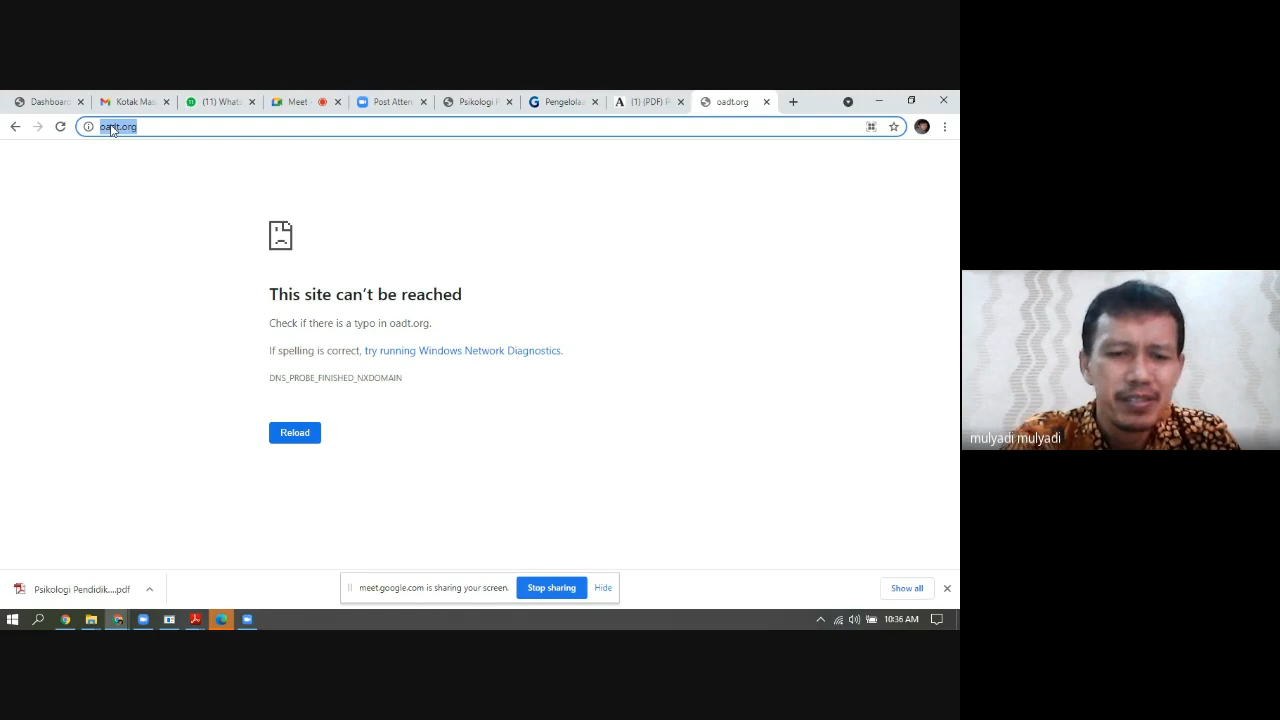 Dashboard
Kotak Mas
(11) Whats
Meet
Post Atten
Psikologi P
Pengelolaa
(1) (PDF) P
oadt.org
oadt.org
This site can’t be reached
Check if there is a typo in oadt.org.
If spelling is correct, try running Windows Network Diagnostics.
DNS_PROBE_FINISHED_NXDOMAIN
Reload
mulyadi mulyadi
Psikologi Pendidik....pdf
meet.google.com is sharing your screen.
Stop sharing
Hide
Show all
10:36 AM